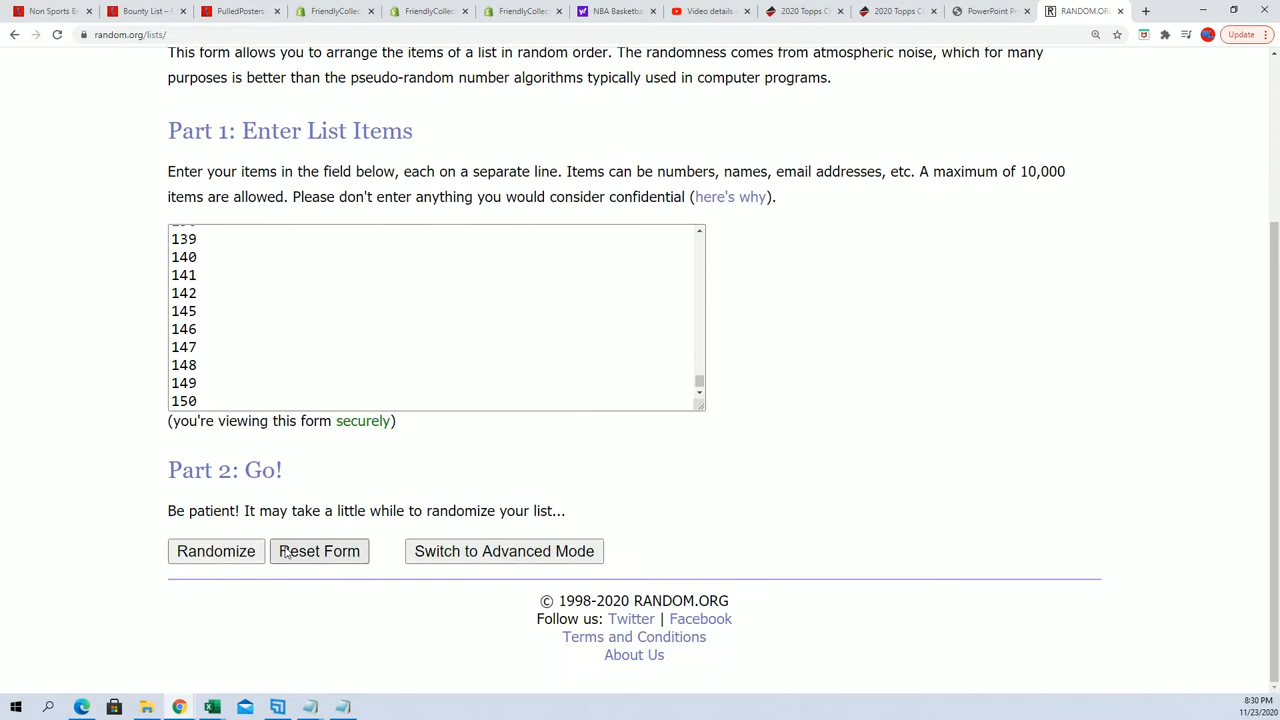 Non Sports B
Bounty List –
PulledPosters
FriendlyCollec
FriendlyCollec
FriendlyCollec
NBA Basketba
Video details
2020 Topps C
2020 Topps C
PowerPoint Pr
RANDOM.OR
random.org/lists/
Update
This form allows you to arrange the items of a list in random order. The randomness comes from atmospheric noise, which for many
purposes is better than the pseudo-random number algorithms typically used in computer programs.
Part 1: Enter List Items
Enter your items in the field below, each on a separate line. Items can be numbers, names, email addresses, etc. A maximum of 10,000
items are allowed. Please don't enter anything you would consider confidential (here's why).
139
140
141
142
145
146
147
148
149
150
(you're viewing this form securely)
Part 2: Go!
Be patient! It may take a little while to randomize your list...
Randomize
Reset Form
Switch to Advanced Mode
© 1998-2020 RANDOM.ORG
Follow us: Twitter | Facebook
Terms and Conditions
About Us
8:30 PM
11/23/2020